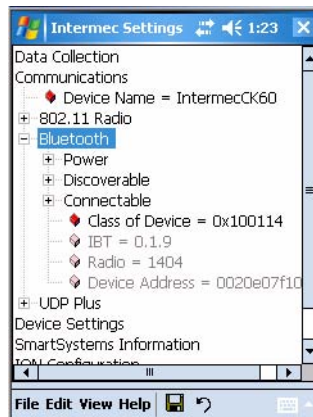 Intermec Settings 1:23
Data Collection
Communications
Device Name = IntermecCK60
802.11 Radio
Bluetooth
Power
Discoverable
Connectable
Class of Device = 0x100114
IBT = 0.1.9
Radio = 1404
Device Address = 0020e07f10
UDP Plus
Device Settings
SmartSystems Information
ION Configuration
File Edit View Help